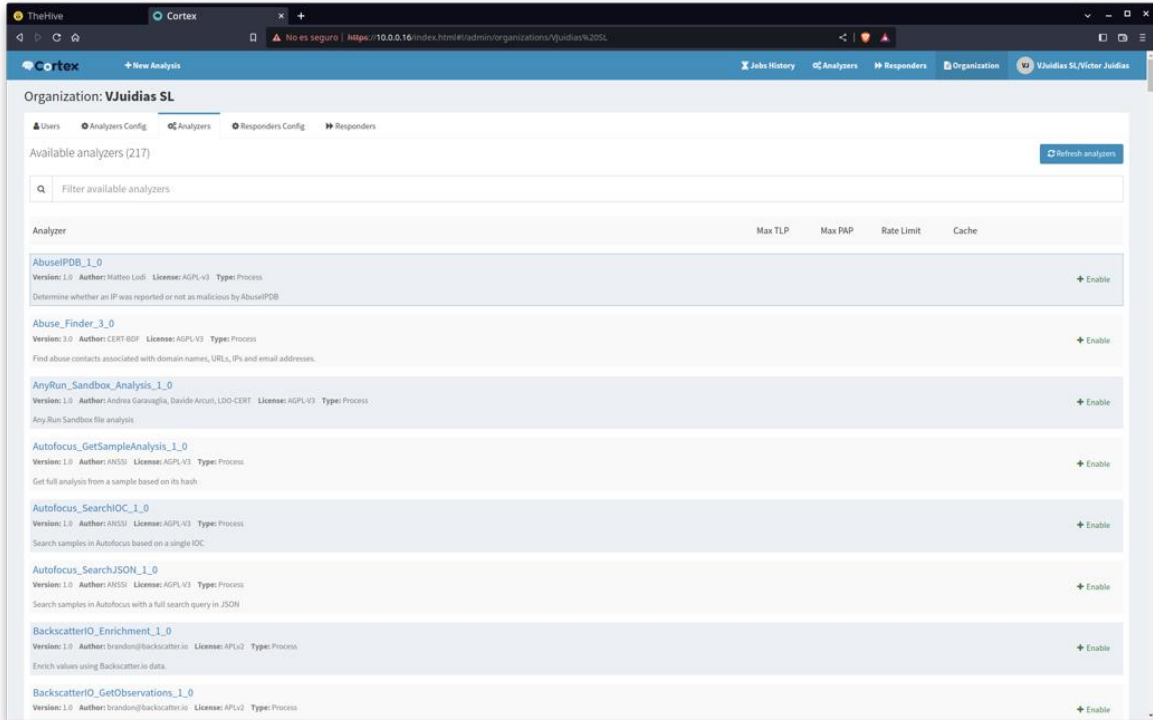 TheHive
Cortex
No es seguro | https://10.0.0.16/index.html#!/admin/organizations/VJuidias%20SL
Cortex
+ New Analysis
Jobs History
Analyzers
Responders
Organization
VJ
VJuidias SL/Víctor Juidias
Organization: VJuidias SL
Users
Analyzers Config
Analyzers
Responders Config
Responders
Available analyzers (217)
Refresh analyzers
Filter available analyzers
Analyzer Max TLP Max PAP Rate Limit Cache
AbuseIPDB_1_0
Version: 1.0 Author: Matteo Lodi License: AGPL-v3 Type: Process
+ Enable
Determine whether an IP was reported or not as malicious by AbuseIPDB
Abuse_Finder_3_0
Version: 3.0 Author: CERT-BDF License: AGPL-V3 Type: Process
+ Enable
Find abuse contacts associated with domain names, URLs, IPs and email addresses.
AnyRun_Sandbox_Analysis_1_0
Version: 1.0 Author: Andrea Garavaglia, Davide Arcuri, LDO-CERT License: AGPL-V3 Type: Process
+ Enable
Any.Run Sandbox file analysis
Autofocus_GetSampleAnalysis_1_0
Version: 1.0 Author: ANSSI License: AGPL-V3 Type: Process
+ Enable
Get full analysis from a sample based on its hash
Autofocus_SearchIOC_1_0
Version: 1.0 Author: ANSSI License: AGPL-V3 Type: Process
+ Enable
Search samples in Autofocus based on a single IOC
Autofocus_SearchJSON_1_0
Version: 1.0 Author: ANSSI License: AGPL-V3 Type: Process
+ Enable
Search samples in Autofocus with a full search query in JSON
BackscatterIO_Enrichment_1_0
Version: 1.0 Author: brandon@backscatter.io License: APLv2 Type: Process
+ Enable
Enrich values using Backscatter.io data.
BackscatterIO_GetObservations_1_0
Version: 1.0 Author: brandon@backscatter.io License: APLv2 Type: Process
+ Enable